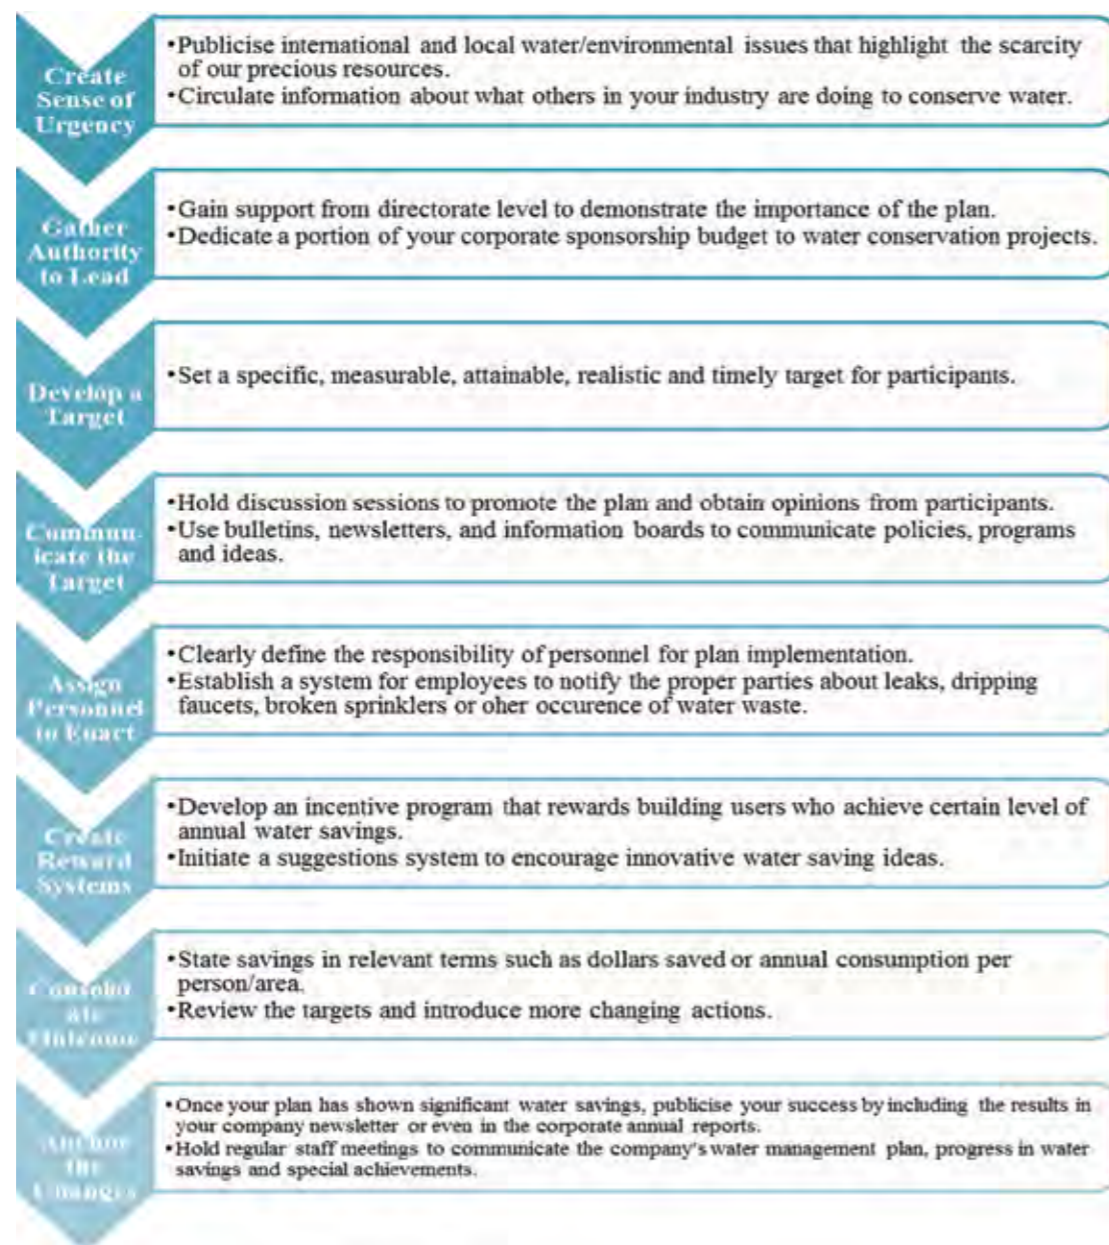 Create
Sense of
Urgency
•Publicise international and local water/environmental issues that highlight the scarcity
of our precious resources.
•Circulate information about what others in your industry are doing to conserve water.
Gather
Authority
to Lead
•Gain support from directorate level to demonstrate the importance of the plan.
•Dedicate a portion of your corporate sponsorship budget to water conservation projects.
Develop a
Target
•Set a specific, measurable, attainable, realistic and timely target for participants.
Commun-
icate the
Target
•Hold discussion sessions to promote the plan and obtain opinions from participants.
•Use bulletins, newsletters, and information boards to communicate policies, programs
and ideas.
Assign
Personnel
to Enact
•Clearly define the responsibility of personnel for plan implementation.
•Establish a system for employees to notify the proper parties about leaks, dripping
faucets, broken sprinklers or oher occurence of water waste.
Create
Reward
Systems
•Develop an incentive program that rewards building users who achieve certain level of
annual water savings.
•Initiate a suggestions system to encourage innovative water saving ideas.
Consolid
ate
Outcome
•State savings in relevant terms such as dollars saved or annual consumption per
person/area.
•Review the targets and introduce more changing actions.
Anchor
the
Changes
•Once your plan has shown significant water savings, publicise your success by including the results in
your company newsletter or even in the corporate annual reports.
•Hold regular staff meetings to communicate the company's water management plan, progress in water
savings and special achievements.